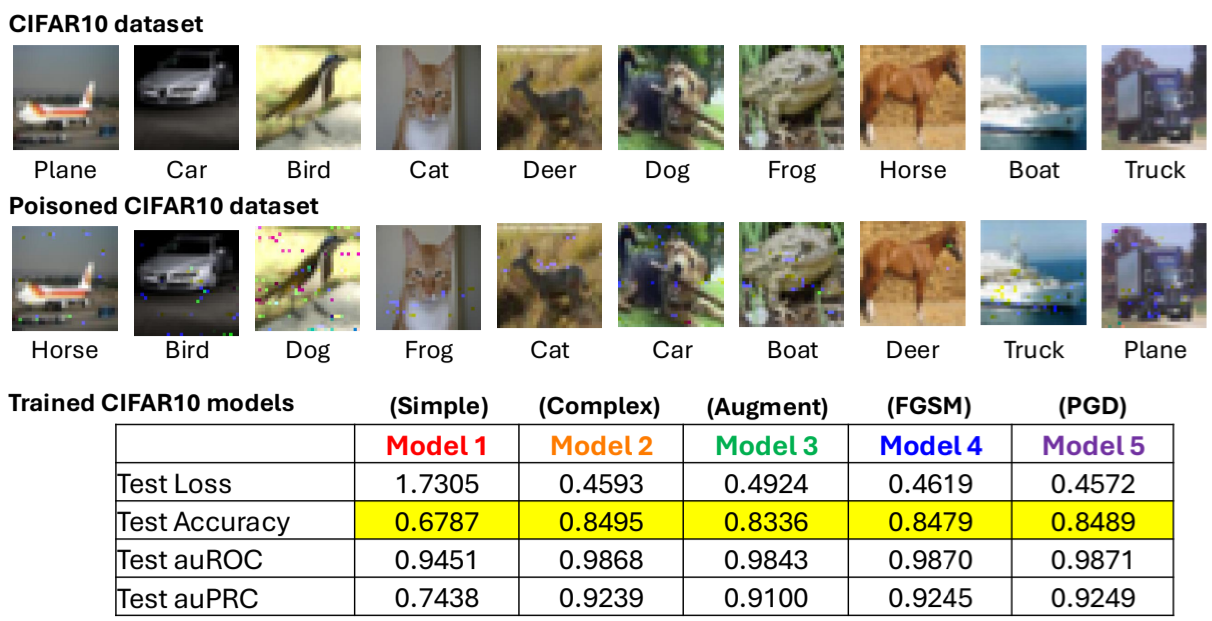 CIFAR10 dataset
Plane Car Bird Cat Deer Dog Frog Horse Boat Truck
Poisoned CIFAR10 dataset
Horse Bird Dog Frog Cat Car Boat Deer Truck Plane
Trained CIFAR10 models (Simple) (Complex) (Augment) (FGSM) (PGD)
Model 1 Model 2 Model 3 Model 4 Model 5
Test Loss 1.7305 0.4593 0.4924 0.4619 0.4572
Test Accuracy 0.6787 0.8495 0.8336 0.8479 0.8489
Test auROC 0.9451 0.9868 0.9843 0.9870 0.9871
Test auPRC 0.7438 0.9239 0.9100 0.9245 0.9249